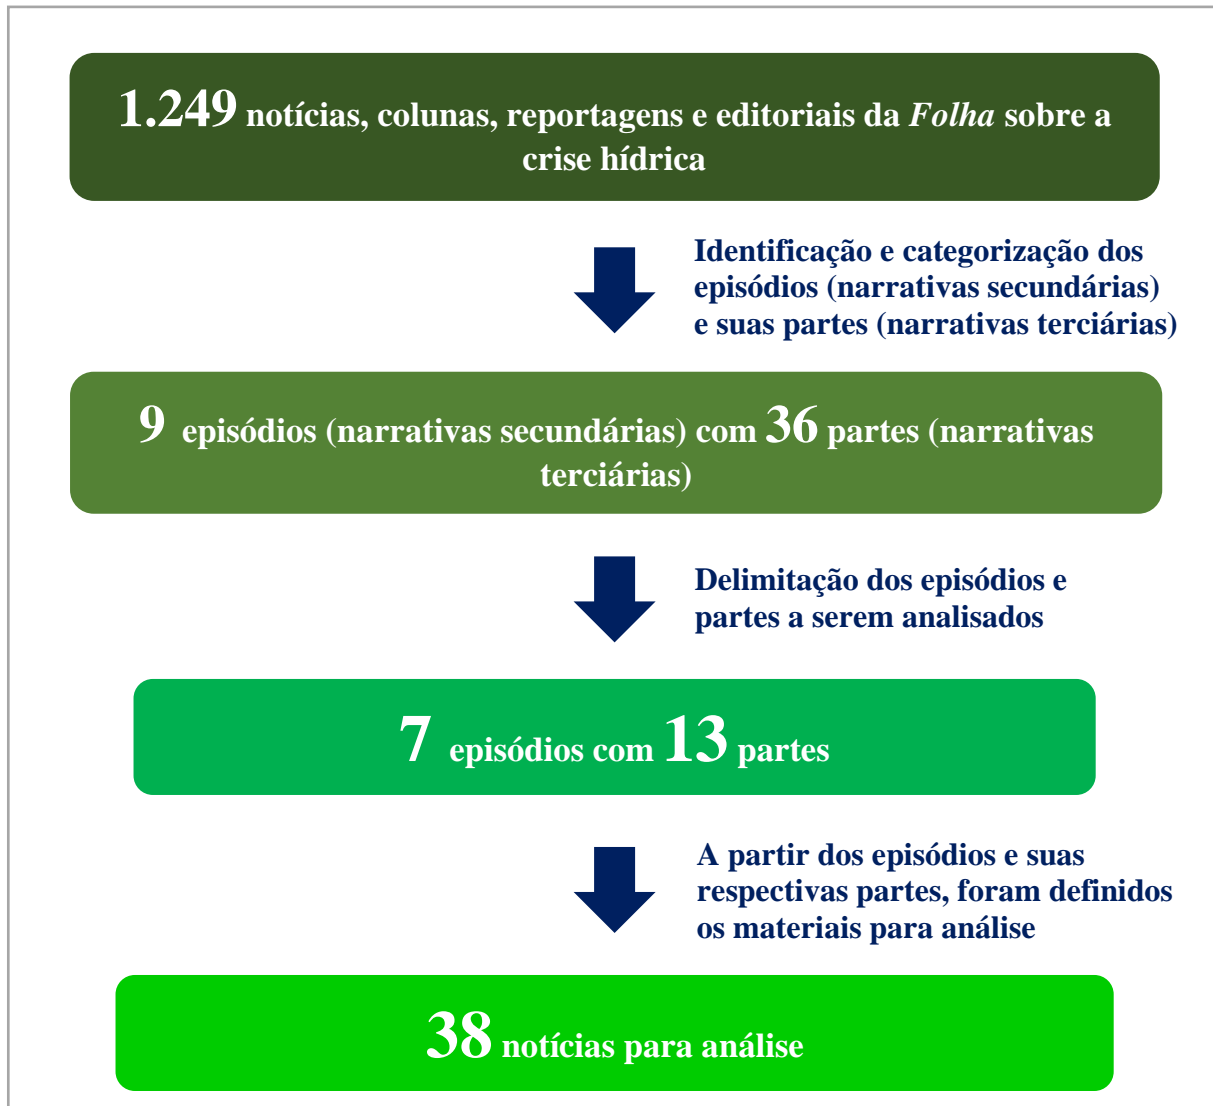 1.249 notícias, colunas, reportagens e editoriais da Folha sobre a
crise hídrica
Identificação e categorização dos
episódios (narrativas secundárias)
e suas partes (narrativas terciárias)
9 episódios (narrativas secundárias) com 36 partes (narrativas
terciárias)
Delimitação dos episódios e
partes a serem analisados
7 episódios com 13 partes
A partir dos episódios e suas
respectivas partes, foram definidos
os materiais para análise
38 notícias para análise